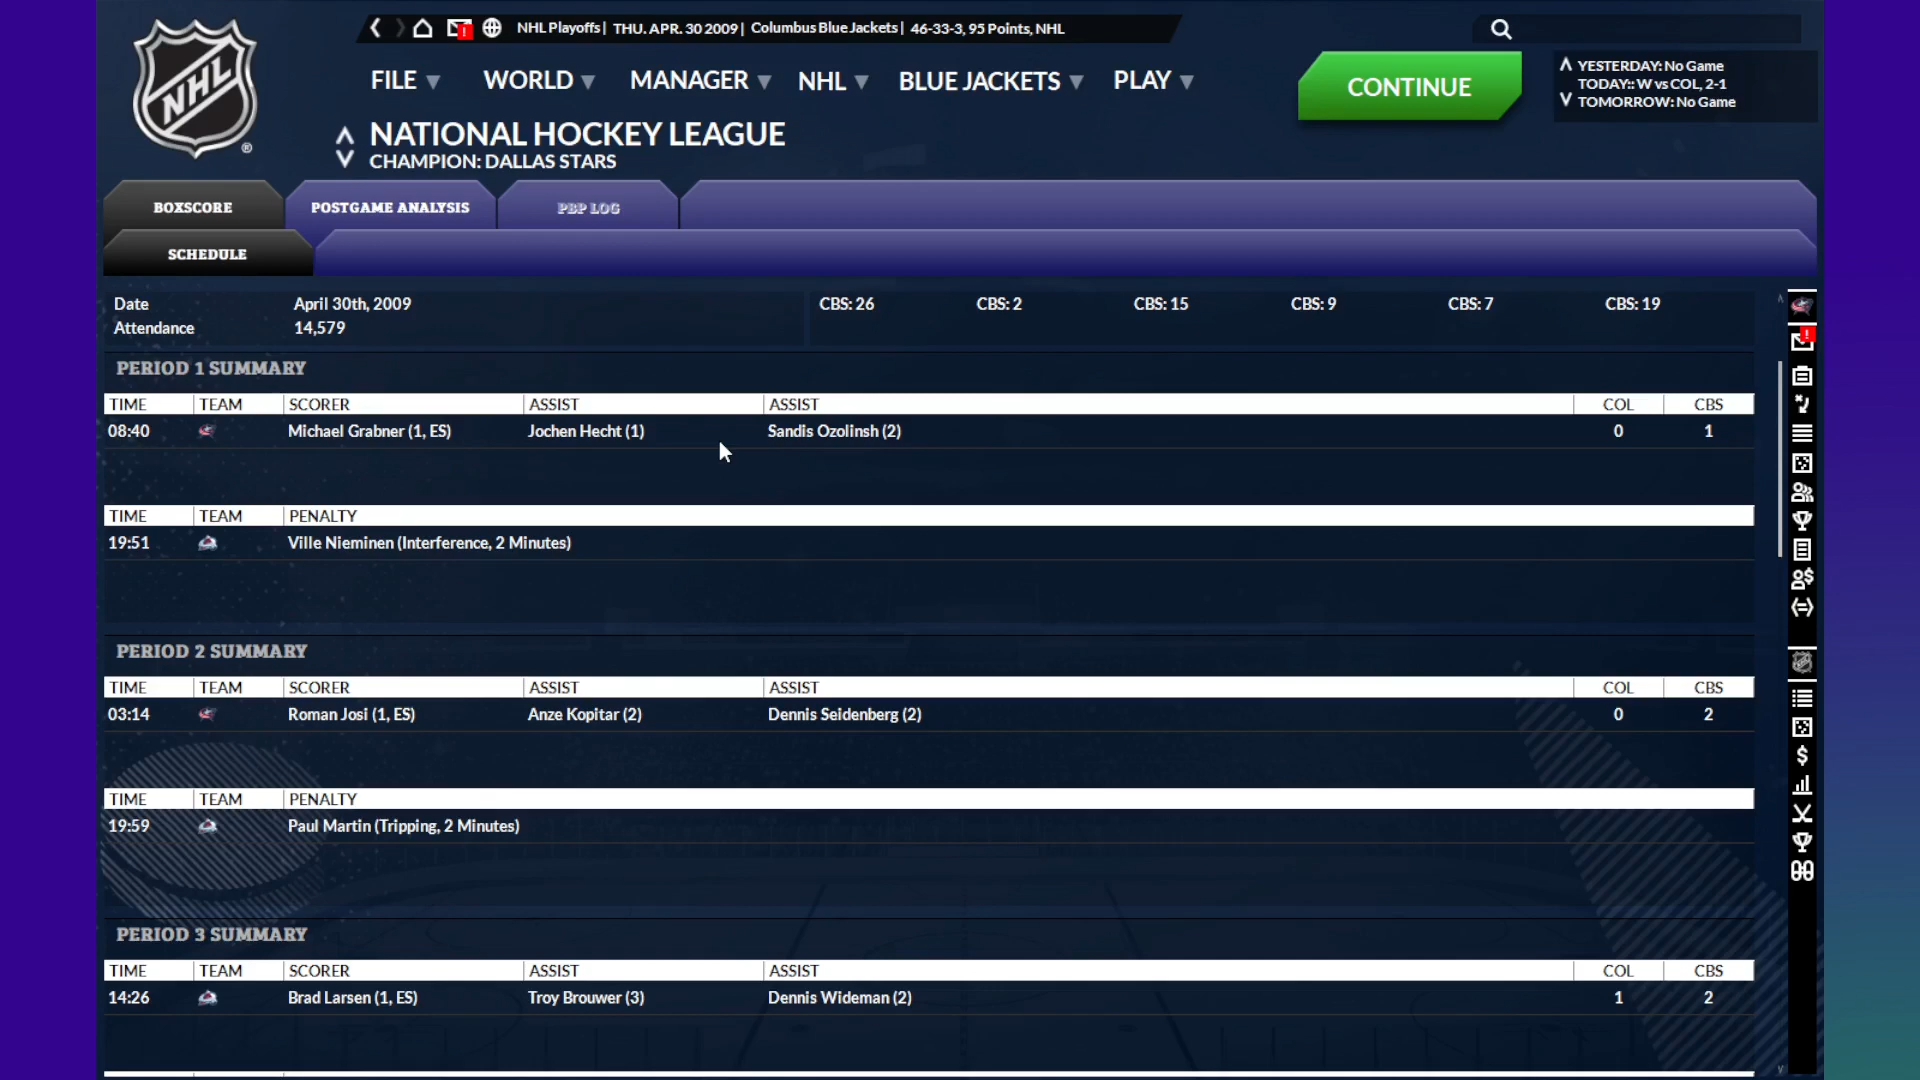 NHL Playoffs | THU. APR. 30 2009 | Columbus Blue Jackets | 46-33-3, 95 Points, NHL
NHL
FILE WORLD MANAGER NHL BLUE JACKETS PLAY
CONTINUE
YESTERDAY: No Game
TODAY:: W vs COL, 2-1
TOMORROW: No Game
NATIONAL HOCKEY LEAGUE
CHAMPION: DALLAS STARS
BOXSCORE POSTGAME ANALYSIS PBP LOG
SCHEDULE
Date April 30th, 2009 CBS: 26 CBS: 2 CBS: 15 CBS: 9 CBS: 7 CBS: 19
Attendance 14,579
PERIOD 1 SUMMARY
TIME TEAM SCORER ASSIST ASSIST COL CBS
08:40 Michael Grabner (1, ES) Jochen Hecht (1) Sandis Ozolinsh (2) 0 1
TIME TEAM PENALTY
19:51 Ville Nieminen (Interference, 2 Minutes)
PERIOD 2 SUMMARY
TIME TEAM SCORER ASSIST ASSIST COL CBS
03:14 Roman Josi (1, ES) Anze Kopitar (2) Dennis Seidenberg (2) 0 2
TIME TEAM PENALTY
19:59 Paul Martin (Tripping, 2 Minutes)
PERIOD 3 SUMMARY
TIME TEAM SCORER ASSIST ASSIST COL CBS
14:26 Brad Larsen (1, ES) Troy Brouwer (3) Dennis Wideman (2) 1 2